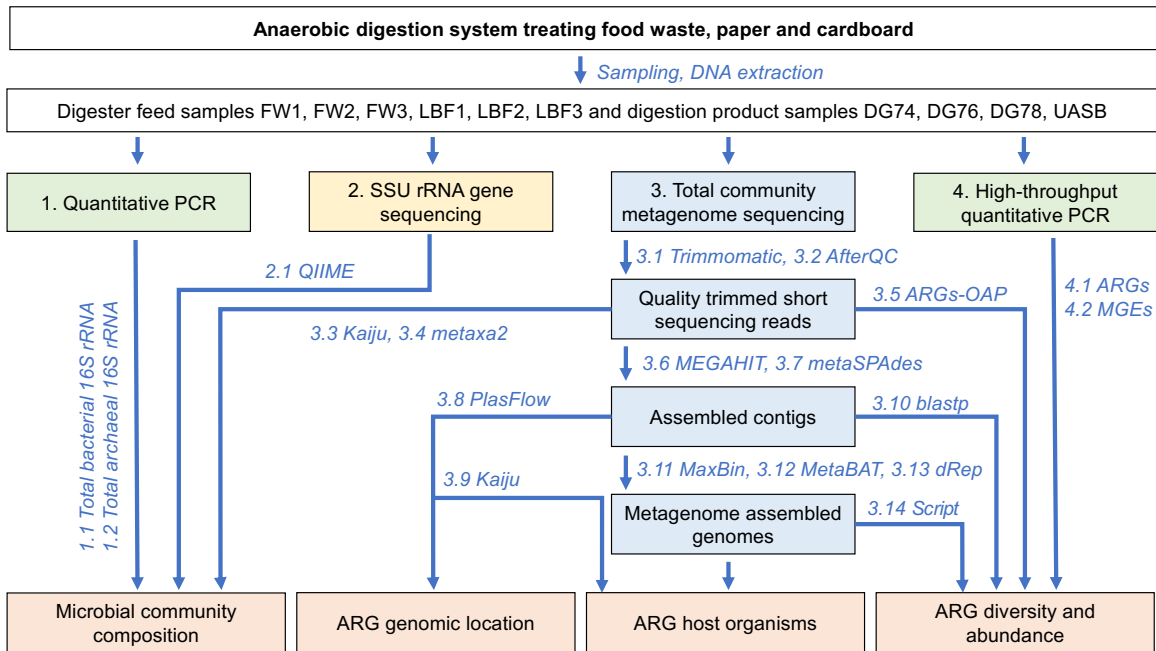 Anaerobic digestion system treating food waste, paper and cardboard
Sampling, DNA extraction
Digester feed samples FW1, FW2, FW3, LBF1, LBF2, LBF3 and digestion product samples DG74, DG76, DG78, UASB
1. Quantitative PCR
2. SSU rRNA gene
sequencing
3. Total community
metagenome sequencing
4. High-throughput
quantitative PCR
2.1 QIIME
3.1 Trimmomatic, 3.2 AfterQC
4.1 ARGs
4.2 MGEs
1.1 Total bacterial 16S rRNA
1.2 Total archaeal 16S rRNA
Quality trimmed short
sequencing reads
3.5 ARGs-OAP
3.3 Kaiju, 3.4 metaxa2
3.6 MEGAHIT, 3.7 metaSPAdes
3.8 PlasFlow
Assembled contigs
3.10 blastp
3.11 MaxBin, 3.12 MetaBAT, 3.13 dRep
3.9 Kaiju
Metagenome assembled
genomes
3.14 Script
Microbial community
composition
ARG genomic location
ARG host organisms
ARG diversity and
abundance